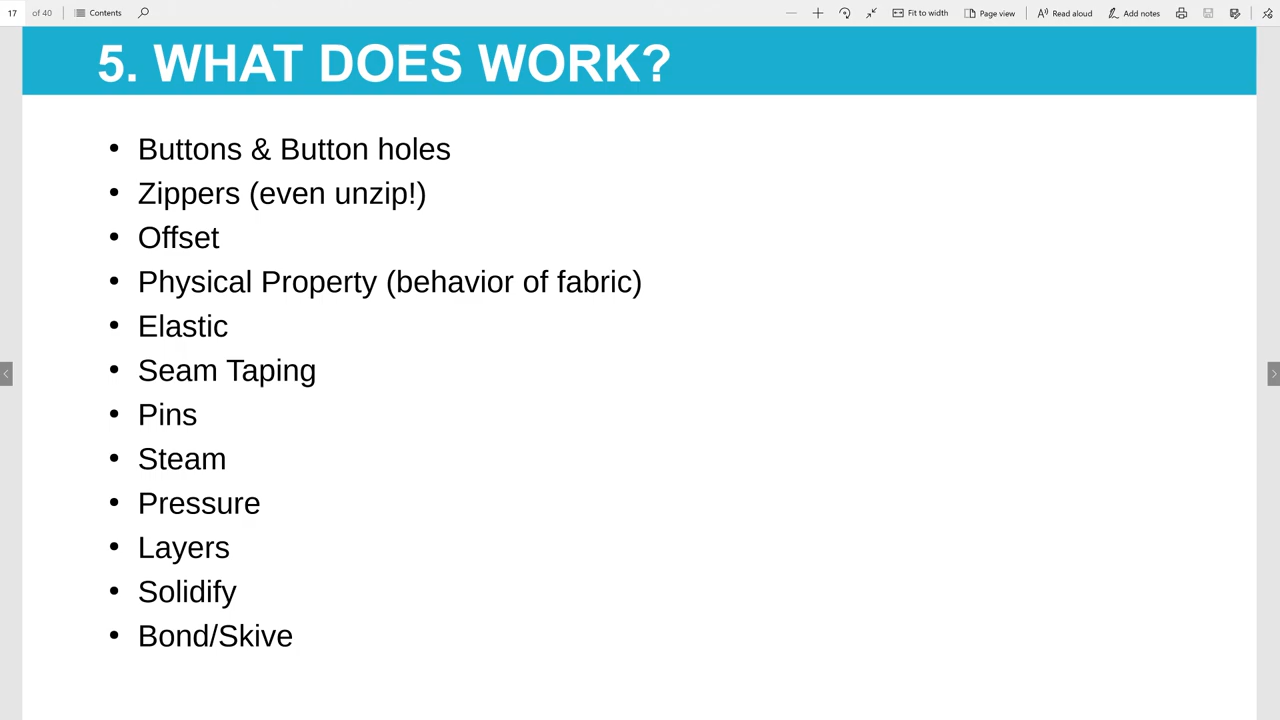 17 of 40 Contents Fit to width Page view Read aloud Add notes
5. WHAT DOES WORK?
• Buttons & Button holes
• Zippers (even unzip!)
• Offset
• Physical Property (behavior of fabric)
• Elastic
• Seam Taping
• Pins
• Steam
• Pressure
• Layers
• Solidify
• Bond/Skive